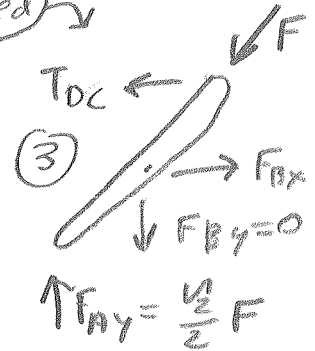 F
T_DC
③
F_Bx
F_By=0
F_Ay = √2/2 F